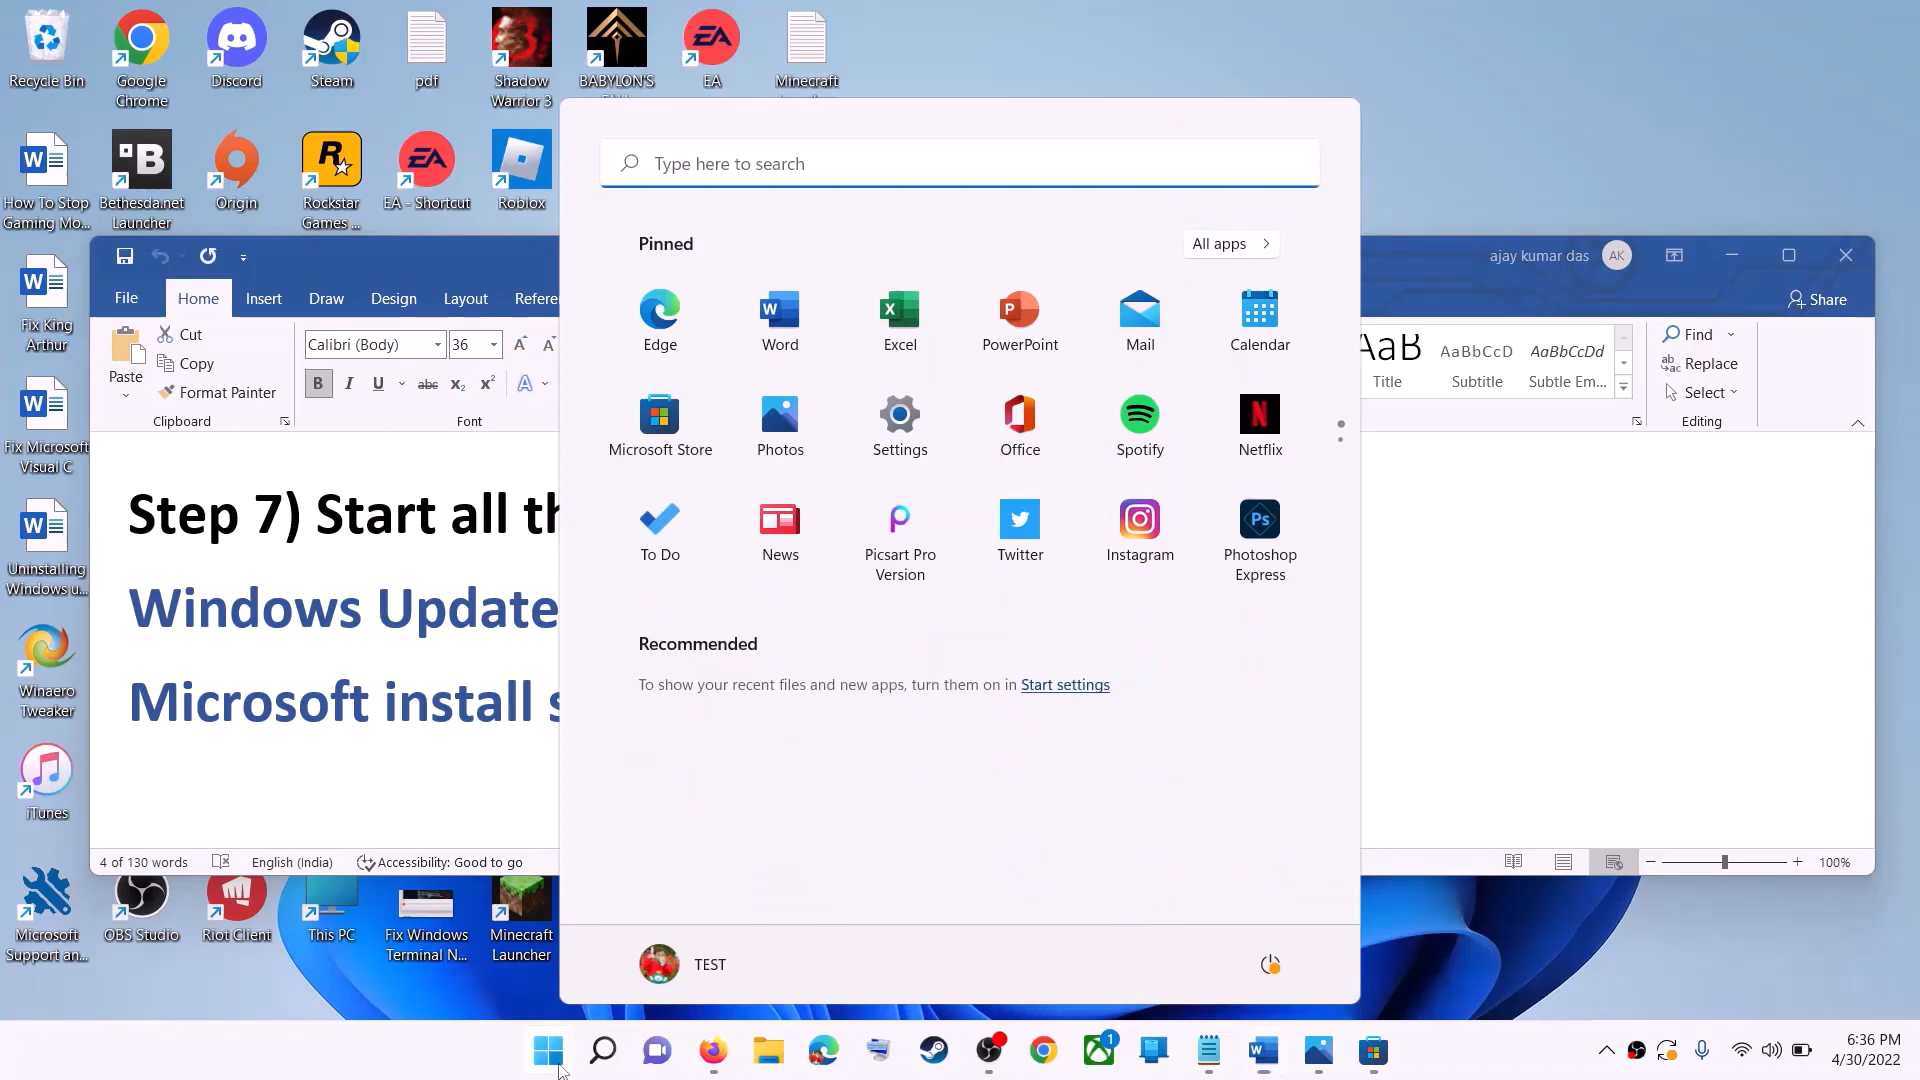 Recycle Bin
Google
Chrome
Discord
Steam
pdf
Shadow
Warrior 3
BABYLON'S
EA
Minecraft
How To Stop
Gaming Mo...
Bethesda.net
Launcher
Origin
Rockstar
Games ...
EA - Shortcut
Roblox
Fix King
Arthur
Fix Microsoft
Visual C
Uninstalling
Windows u...
Winaero
Tweaker
iTunes
Microsoft
Support an...
OBS Studio
Riot Client
This PC
Fix Windows
Terminal N...
Minecraft
Launcher
ajay kumar das
AK
File
Home
Insert
Draw
Design
Layout
Refere
Share
Paste
Cut
Copy
Format Painter
Clipboard
Calibri (Body)
36
Font
AaB
Title
AaBbCcD
Subtitle
AaBbCcDd
Subtle Em...
Find
Replace
Select
Editing
Step 7) Start all th
Windows Update
Microsoft install s
4 of 130 words
English (India)
Accessibility: Good to go
100%
Type here to search
Pinned
All apps
Edge
Word
Excel
PowerPoint
Mail
Calendar
Microsoft Store
Photos
Settings
Office
Spotify
Netflix
To Do
News
Picsart Pro
Version
Twitter
Instagram
Photoshop
Express
Recommended
To show your recent files and new apps, turn them on in Start settings
TEST
1
6:36 PM
4/30/2022